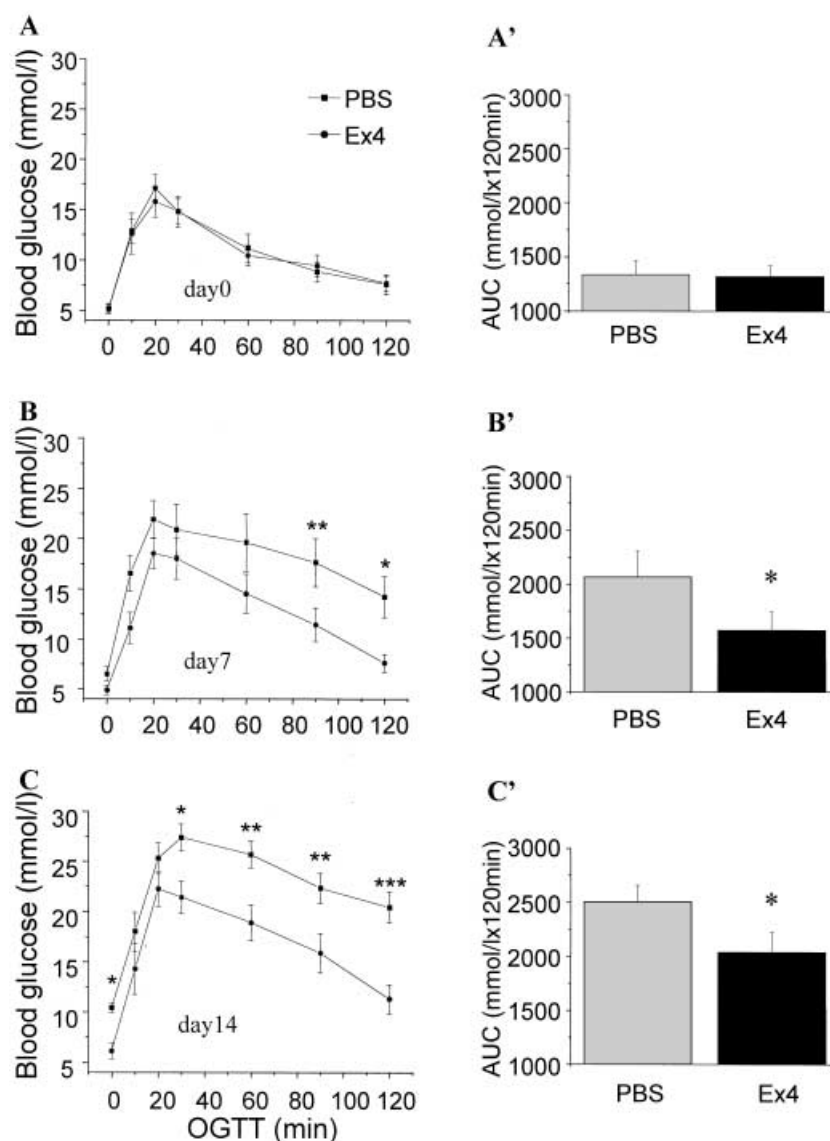 A
Blood glucose (mmol/l)
30
25
20
15
10
5
PBS
Ex4
day0
0 20 40 60 80 100 120
A'
AUC (mmol/lx120min)
3000
2500
2000
1500
1000
PBS Ex4
B
Blood glucose (mmol/l)
30
25
20
15
10
5
**
*
day7
0 20 40 60 80 100 120
B'
AUC (mmol/lx120min)
3000
2500
2000
1500
1000
*
PBS Ex4
C
Blood glucose (mmol/l)
30
25
20
15
10
5
*
*
**
**
***
day14
0 20 40 60 80 100 120
OGTT (min)
C'
AUC (mmol/lx120min)
3000
2500
2000
1500
1000
*
PBS Ex4